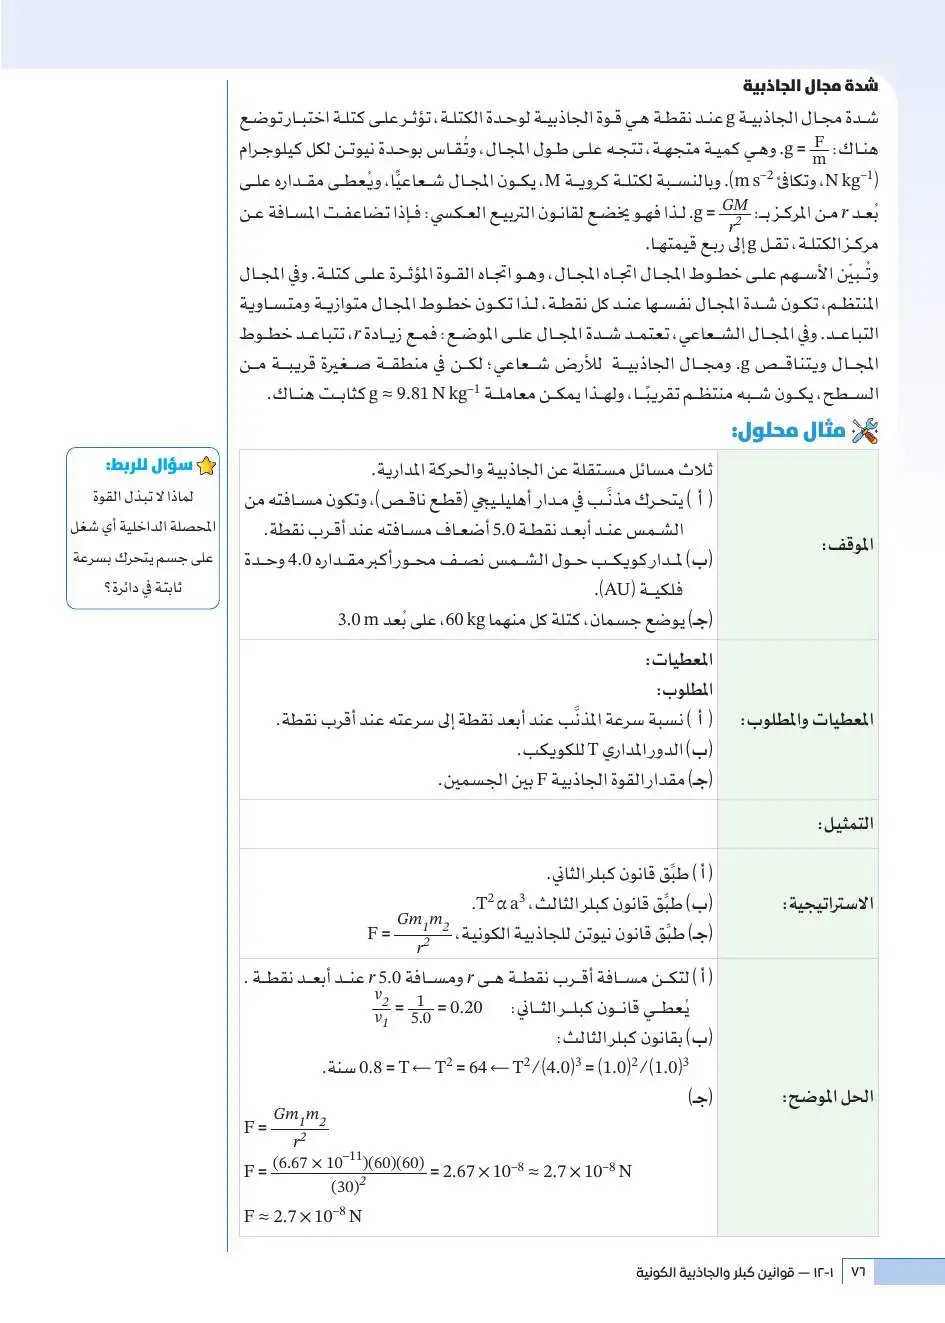 شدة مجال الجاذبية
شدة مجال الجاذبية g عند نقطة هي قوة الجاذبية لوحدة الكتلة، تؤثر على كتلة اختبار توضع
هناك: g = F/m. وهي كمية متجهة، تتجه على طول المجال، وتُقاس بوحدة نيوتن لكل كيلوجرام
(N kg⁻¹، وتكافئ m s⁻²). وبالنسبة لكتلة كروية M، يكون المجال شعاعيًّا، ويُعطى مقداره على
بُعد r من المركز بـ: g = GM/r². لذا فهو يخضع لقانون التربيع العكسي: فإذا تضاعفت المسافة عن
مركز الكتلة، تقل g إلى ربع قيمتها.
وتُبيّن الأسهم على خطوط المجال اتجاه المجال، وهو اتجاه القوة المؤثرة على كتلة. وفي المجال
المنتظم، تكون شدة المجال نفسها عند كل نقطة، لذا تكون خطوط المجال متوازية ومتساوية
التباعد. وفي المجال الشعاعي، تعتمد شدة المجال على الموضع: فمع زيادة r، تتباعد خطوط
المجال ويتناقص g. ومجال الجاذبية للأرض شعاعي؛ لكن في منطقة صغيرة قريبة من
السطح، يكون شبه منتظم تقريبًا، ولهذا يمكن معاملة g ≈ 9.81 N kg⁻¹ كثابت هناك.
مثال محلول:
سؤال للربط:
لماذا لا تبذل القوة
المحصلة الداخلية أي شغل
على جسم يتحرك بسرعة
ثابتة في دائرة؟
الموقف:
ثلاث مسائل مستقلة عن الجاذبية والحركة المدارية.
(أ) يتحرك مذنَّب في مدار أهليليجي (قطع ناقص)، وتكون مسافته من
الشمس عند أبعد نقطة 5.0 أضعاف مسافته عند أقرب نقطة.
(ب) لمدار كويكب حول الشمس نصف محور أكبر مقداره 4.0 وحدة
فلكية (AU).
(جـ) يوضع جسمان، كتلة كل منهما 60 kg، على بُعد 3.0 m
المعطيات والمطلوب:
المعطيات:
المطلوب:
(أ) نسبة سرعة المذنَّب عند أبعد نقطة إلى سرعته عند أقرب نقطة.
(ب) الدور المداري T للكويكب.
(جـ) مقدار القوة الجاذبية F بين الجسمين.
التمثيل:
الاستراتيجية:
(أ) طبَّق قانون كبلر الثاني.
(ب) طبَّق قانون كبلر الثالث، T² α a³.
(جـ) طبَّق قانون نيوتن للجاذبية الكونية، F = Gm₁m₂/r²
الحل الموضح:
(أ) لتكن مسافة أقرب نقطة هي r ومسافة 5.0 r عند أبعد نقطة.
يُعطي قانون كبلر الثاني: v₂/v₁ = 1/5.0 = 0.20
(ب) بقانون كبلر الثالث:
T²/(4.0)³ = (1.0)²/(1.0)³ ← T² = 64 ← T = 0.8 سنة.
(جـ)
F = Gm₁m₂/r²
F = (6.67 × 10⁻¹¹)(60)(60)/(30)² = 2.67 × 10⁻⁸ ≈ 2.7 × 10⁻⁸ N
F ≈ 2.7 × 10⁻⁸ N
٧٦ ١-١٢ — قوانين كبلر والجاذبية الكونية